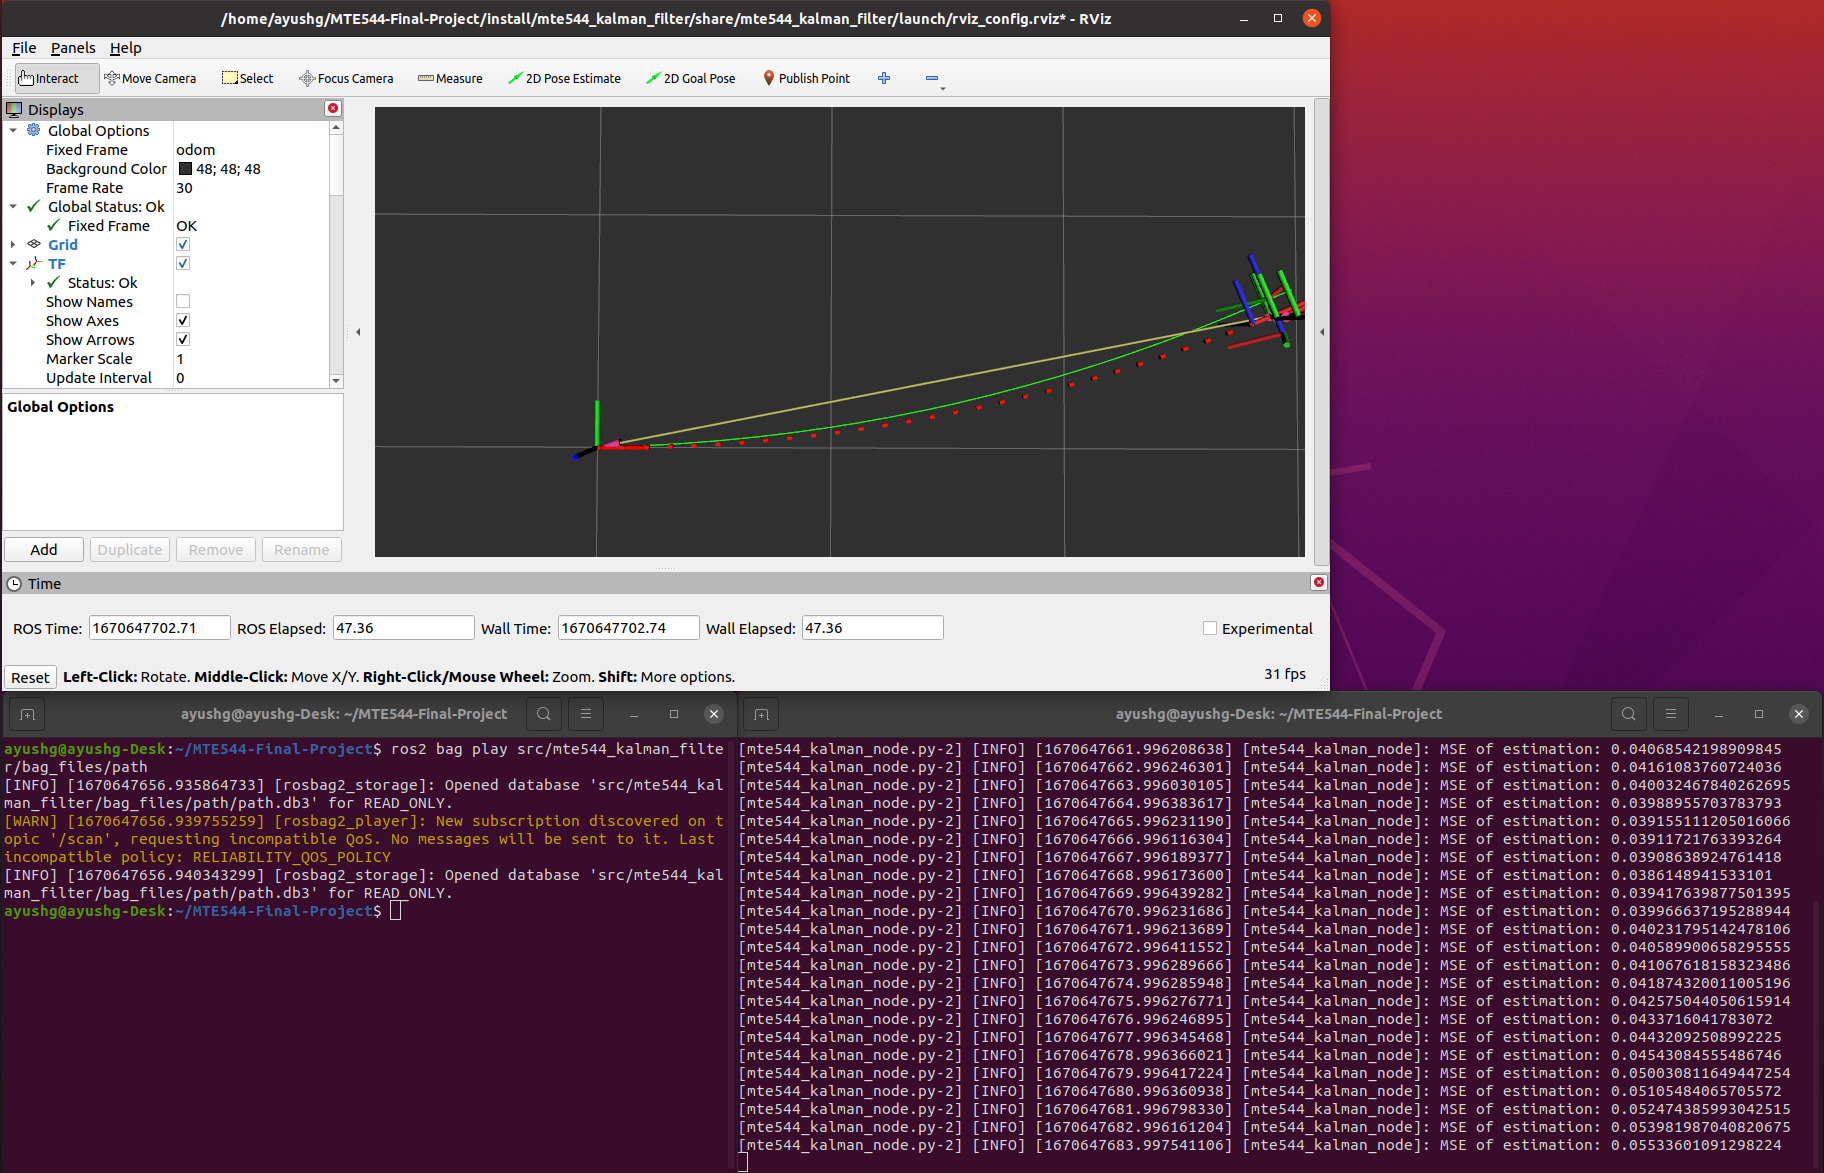 /home/ayushg/MTE544-Final-Project/install/mte544_kalman_filter/share/mte544_kalman_filter/launch/rviz_config.rviz* - RViz
File Panels Help
Interact Move Camera Select Focus Camera Measure 2D Pose Estimate 2D Goal Pose Publish Point
Displays
Global Options
Fixed Frame odom
Background Color 48; 48; 48
Frame Rate 30
Global Status: Ok
Fixed Frame OK
Grid
TF
Status: Ok
Show Names
Show Axes
Show Arrows
Marker Scale 1
Update Interval 0
Global Options
Add Duplicate Remove Rename
Time
ROS Time: 1670647702.71 ROS Elapsed: 47.36 Wall Time: 1670647702.74 Wall Elapsed: 47.36 Experimental
Reset Left-Click: Rotate. Middle-Click: Move X/Y. Right-Click/Mouse Wheel: Zoom. Shift: More options. 31 fps
ayushg@ayushg-Desk: ~/MTE544-Final-Project
ayushg@ayushg-Desk:~/MTE544-Final-Project$ ros2 bag play src/mte544_kalman_filte
r/bag_files/path
[INFO] [1670647656.935864733] [rosbag2_storage]: Opened database 'src/mte544_kal
man_filter/bag_files/path/path.db3' for READ_ONLY.
[WARN] [1670647656.939755259] [rosbag2_player]: New subscription discovered on t
opic '/scan', requesting incompatible QoS. No messages will be sent to it. Last
incompatible policy: RELIABILITY_QOS_POLICY
[INFO] [1670647656.940343299] [rosbag2_storage]: Opened database 'src/mte544_kal
man_filter/bag_files/path/path.db3' for READ_ONLY.
ayushg@ayushg-Desk:~/MTE544-Final-Project$
ayushg@ayushg-Desk: ~/MTE544-Final-Project
[mte544_kalman_node.py-2] [INFO] [1670647661.996208638] [mte544_kalman_node]: MSE of estimation: 0.04068542198909845
[mte544_kalman_node.py-2] [INFO] [1670647662.996246301] [mte544_kalman_node]: MSE of estimation: 0.04161083760724036
[mte544_kalman_node.py-2] [INFO] [1670647663.996030105] [mte544_kalman_node]: MSE of estimation: 0.040032467840262695
[mte544_kalman_node.py-2] [INFO] [1670647664.996383617] [mte544_kalman_node]: MSE of estimation: 0.03988955703783793
[mte544_kalman_node.py-2] [INFO] [1670647665.996231190] [mte544_kalman_node]: MSE of estimation: 0.039155111205016066
[mte544_kalman_node.py-2] [INFO] [1670647666.996116304] [mte544_kalman_node]: MSE of estimation: 0.03911721763393264
[mte544_kalman_node.py-2] [INFO] [1670647667.996189377] [mte544_kalman_node]: MSE of estimation: 0.03908638924761418
[mte544_kalman_node.py-2] [INFO] [1670647668.996173600] [mte544_kalman_node]: MSE of estimation: 0.0386148941533101
[mte544_kalman_node.py-2] [INFO] [1670647669.996439282] [mte544_kalman_node]: MSE of estimation: 0.039417639877501395
[mte544_kalman_node.py-2] [INFO] [1670647670.996231686] [mte544_kalman_node]: MSE of estimation: 0.039966637195288944
[mte544_kalman_node.py-2] [INFO] [1670647671.996213689] [mte544_kalman_node]: MSE of estimation: 0.040231795142478106
[mte544_kalman_node.py-2] [INFO] [1670647672.996411552] [mte544_kalman_node]: MSE of estimation: 0.040589900658295555
[mte544_kalman_node.py-2] [INFO] [1670647673.996289666] [mte544_kalman_node]: MSE of estimation: 0.041067618158323486
[mte544_kalman_node.py-2] [INFO] [1670647674.996285948] [mte544_kalman_node]: MSE of estimation: 0.041874320011005196
[mte544_kalman_node.py-2] [INFO] [1670647675.996276771] [mte544_kalman_node]: MSE of estimation: 0.042575044050615914
[mte544_kalman_node.py-2] [INFO] [1670647676.996246895] [mte544_kalman_node]: MSE of estimation: 0.0433716041783072
[mte544_kalman_node.py-2] [INFO] [1670647677.996345468] [mte544_kalman_node]: MSE of estimation: 0.04432092508992225
[mte544_kalman_node.py-2] [INFO] [1670647678.996366021] [mte544_kalman_node]: MSE of estimation: 0.04543084555486746
[mte544_kalman_node.py-2] [INFO] [1670647679.996417224] [mte544_kalman_node]: MSE of estimation: 0.050030811649447254
[mte544_kalman_node.py-2] [INFO] [1670647680.996360938] [mte544_kalman_node]: MSE of estimation: 0.05105484065705572
[mte544_kalman_node.py-2] [INFO] [1670647681.996798330] [mte544_kalman_node]: MSE of estimation: 0.052474385993042515
[mte544_kalman_node.py-2] [INFO] [1670647682.996161204] [mte544_kalman_node]: MSE of estimation: 0.053981987040820675
[mte544_kalman_node.py-2] [INFO] [1670647683.997541106] [mte544_kalman_node]: MSE of estimation: 0.05533601091298224